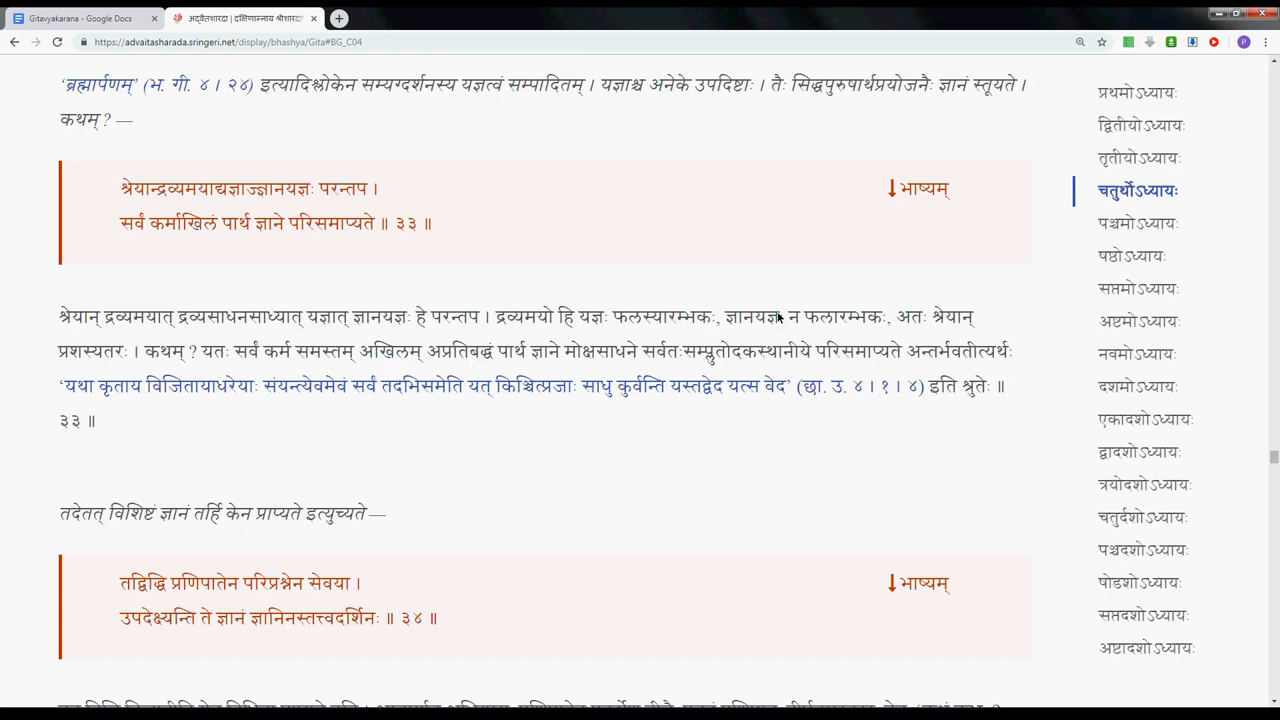 Gitavyakarana - Google Docs
अद्वैतशारदा | दक्षिणाम्नाय श्रीशारदा
https://advaitasharada.sringeri.net/display/bhashya/Gita#BG_C04
P
‘ब्रह्मार्पणम्’ (भ. गी. ४ । २४) इत्यादिश्लोकेन सम्यग्दर्शनस्य यज्ञत्वं सम्पादितम् । यज्ञाश्च अनेके उपदिष्टाः । तैः सिद्धपुरुषार्थप्रयोजनैः ज्ञानं स्तूयते ।
कथम् ? —
श्रेयान्द्रव्यमयाद्यज्ञाज्ज्ञानयज्ञः परन्तप ।
भाष्यम्
सर्वं कर्माखिलं पार्थ ज्ञाने परिसमाप्यते ॥ ३३ ॥
श्रेयान् द्रव्यमयात् द्रव्यसाधनसाध्यात् यज्ञात् ज्ञानयज्ञः हे परन्तप । द्रव्यमयो हि यज्ञः फलस्यारम्भकः, ज्ञानयज्ञः न फलारम्भकः, अतः श्रेयान्
प्रशस्यतरः । कथम् ? यतः सर्वं कर्म समस्तम् अखिलम् अप्रतिबद्धं पार्थ ज्ञाने मोक्षसाधने सर्वतःसम्प्लुतोदकस्थानीये परिसमाप्यते अन्तर्भवतीत्यर्थः
‘यथा कृताय विजितायाधरेयाः संयन्त्येवमेवं सर्वं तदभिसमेति यत् किञ्चित्प्रजाः साधु कुर्वन्ति यस्तद्वेद यत्स वेद’ (छा. उ. ४ । १ । ४) इति श्रुतेः ॥
३३ ॥
तदेतत् विशिष्टं ज्ञानं तर्हि केन प्राप्यते इत्युच्यते —
तद्विद्धि प्रणिपातेन परिप्रश्नेन सेवया ।
भाष्यम्
उपदेक्ष्यन्ति ते ज्ञानं ज्ञानिनस्तत्त्वदर्शिनः ॥ ३४ ॥
प्रथमोऽध्यायः
द्वितीयोऽध्यायः
तृतीयोऽध्यायः
चतुर्थोऽध्यायः
पञ्चमोऽध्यायः
षष्ठोऽध्यायः
सप्तमोऽध्यायः
अष्टमोऽध्यायः
नवमोऽध्यायः
दशमोऽध्यायः
एकादशोऽध्यायः
द्वादशोऽध्यायः
त्रयोदशोऽध्यायः
चतुर्दशोऽध्यायः
पञ्चदशोऽध्यायः
षोडशोऽध्यायः
सप्तदशोऽध्यायः
अष्टादशोऽध्यायः